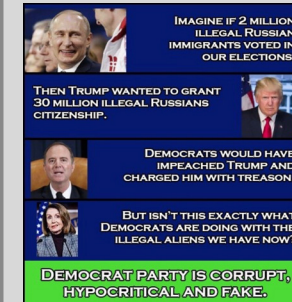 IMAGINE IF 2 MILLION
ILLEGAL RUSSIAN
IMMIGRANTS VOTED IN
OUR ELECTIONS
THEN TRUMP WANTED TO GRANT
30 MILLION ILLEGAL RUSSIANS
CITIZENSHIP.
DEMOCRATS WOULD HAVE
IMPEACHED TRUMP AND
CHARGED HIM WITH TREASON
BUT ISN'T THIS EXACTLY WHAT
DEMOCRATS ARE DOING WITH THE
ILLEGAL ALIENS WE HAVE NOW?
DEMOCRAT PARTY IS CORRUPT,
HYPOCRITICAL AND FAKE.